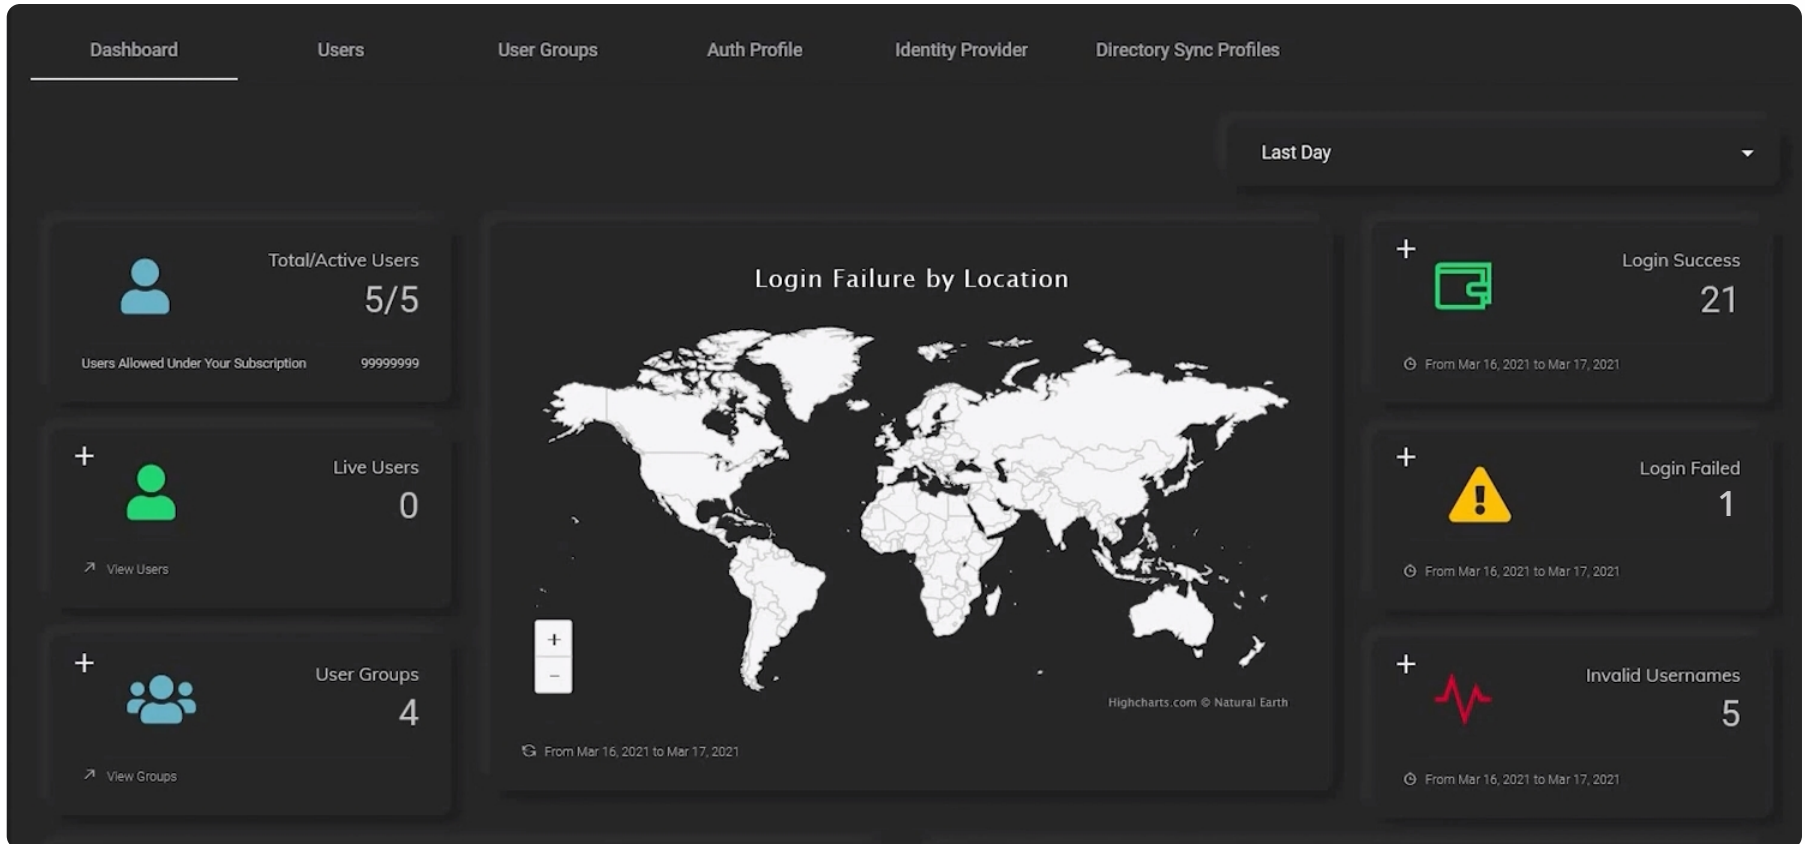 Dashboard Users User Groups Auth Profile Identity Provider Directory Sync Profiles
Last Day
Total/Active Users
5/5
Users Allowed Under Your Subscription 99999999
Live Users
0
View Users
User Groups
4
View Groups
Login Failure by Location
+
−
Highcharts.com © Natural Earth
From Mar 16, 2021 to Mar 17, 2021
Login Success
21
From Mar 16, 2021 to Mar 17, 2021
Login Failed
1
From Mar 16, 2021 to Mar 17, 2021
Invalid Usernames
5
From Mar 16, 2021 to Mar 17, 2021